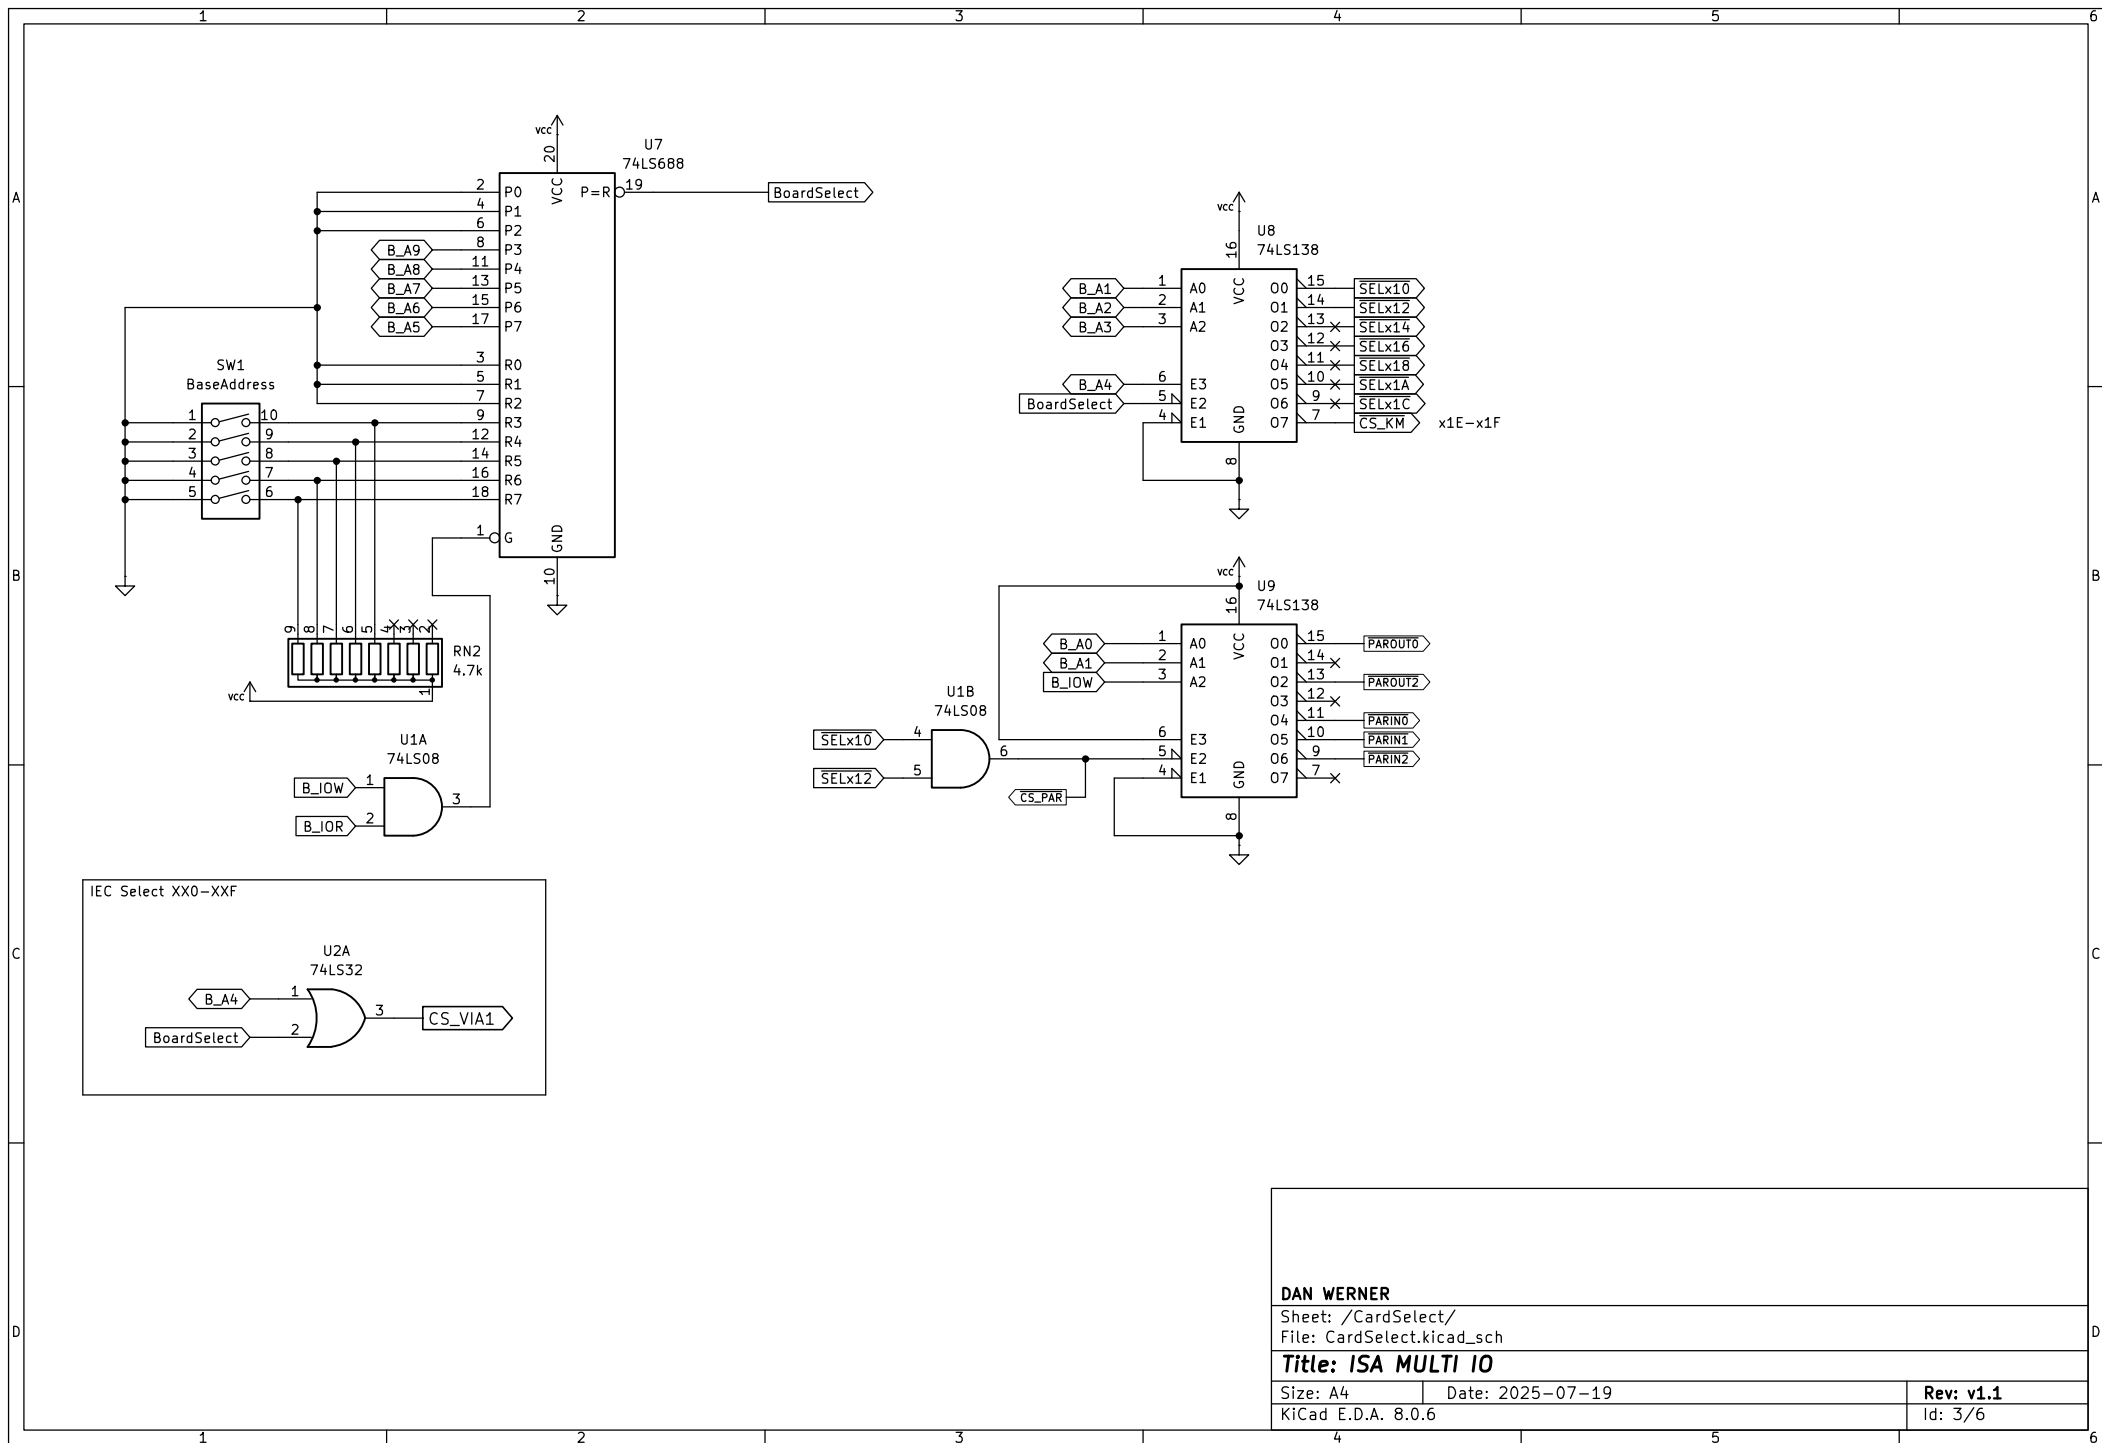 1 2 3 4 5 6
A
B
C
D
VCC
20
U7
74LS688
2 P0
4 P1
6 P2
B_A9 8 P3
B_A8 11 P4
B_A7 13 P5
B_A6 15 P6
B_A5 17 P7
3 R0
5 R1
7 R2
9 R3
12 R4
14 R5
16 R6
18 R7
1 G
VCC
P=R 19
BoardSelect
GND
10
SW1
BaseAddress
1 10
2 9
3 8
4 7
5 6
9 8 7 6 5 4 3 2
RN2
4.7k
1
VCC
U1A
74LS08
B_IOW 1
B_IOR 2
3
IEC Select XX0-XXF
U2A
74LS32
B_A4 1
BoardSelect 2
3 CS_VIA1
VCC
16
U8
74LS138
B_A1 1 A0
B_A2 2 A1
B_A3 3 A2
B_A4 6 E3
BoardSelect 5 E2
4 E1
VCC
GND
8
O0 15 SELx10
O1 14 SELx12
O2 13 SELx14
O3 12 SELx16
O4 11 SELx18
O5 10 SELx1A
O6 9 SELx1C
O7 7 CS_KM x1E-x1F
VCC
16
U9
74LS138
B_A0 1 A0
B_A1 2 A1
B_IOW 3 A2
6 E3
5 E2
4 E1
VCC
GND
8
O0 15 PAROUT0
O1 14
O2 13 PAROUT2
O3 12
O4 11 PARIN0
O5 10 PARIN1
O6 9 PARIN2
O7 7
U1B
74LS08
SELx10 4
SELx12 5
6
CS_PAR
DAN WERNER
Sheet: /CardSelect/
File: CardSelect.kicad_sch
Title: ISA MULTI IO
Size: A4 Date: 2025-07-19 Rev: v1.1
KiCad E.D.A. 8.0.6 Id: 3/6
A
B
C
D
1 2 3 4 5 6